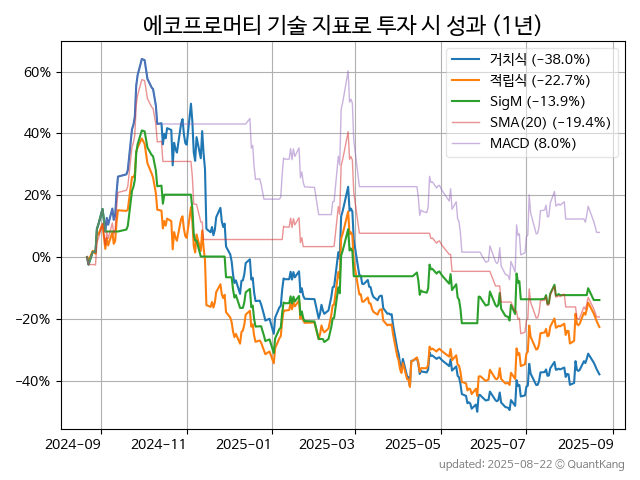 에코프로머티 기술 지표로 투자 시 성과 (1년)
거치식 (−38.0%)
적립식 (−22.7%)
SigM (−13.9%)
SMA(20) (−19.4%)
MACD (8.0%)
60%
40%
20%
0%
−20%
−40%
2024-09 2024-11 2025-01 2025-03 2025-05 2025-07 2025-09
updated: 2025-08-22 © QuantKang